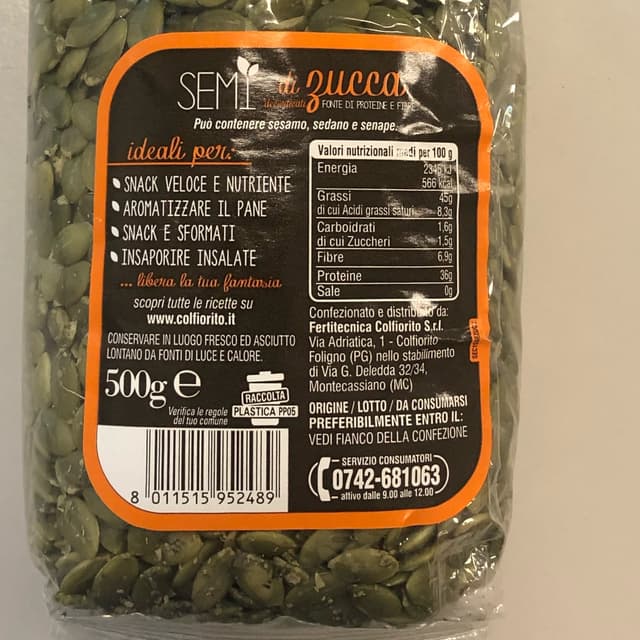 SEMI di zucca
decorticati FONTE DI PROTEINE E FIBRE
Può contenere sesamo, sedano e senape.
ideali per:
• SNACK VELOCE E NUTRIENTE
• AROMATIZZARE IL PANE
• SNACK E SFORMATI
• INSAPORIRE INSALATE
... libera la tua fantasia
scopri tutte le ricette su
www.colfiorito.it
CONSERVARE IN LUOGO FRESCO ED ASCIUTTO
LONTANO DA FONTI DI LUCE E CALORE.
500g e
RACCOLTA
PLASTICA PP05
Verifica le regole
del tuo comune
8 011515 952489
Valori nutrizionali medi per 100 g
Energia 2345 kJ
566 kcal
Grassi 45g
di cui Acidi grassi saturi 8,3g
Carboidrati 1,6g
di cui Zuccheri 1,5g
Fibre 6,9g
Proteine 36g
Sale 0g
Confezionato e distribuito da:
Fertitecnica Colfiorito S.r.l.
Via Adriatica, 1 - Colfiorito
Foligno (PG) nello stabilimento
di Via G. Deledda 32/34,
Montecassiano (MC)
ORIGINE / LOTTO / DA CONSUMARSI
PREFERIBILMENTE ENTRO IL:
VEDI FIANCO DELLA CONFEZIONE
SERVIZIO CONSUMATORI
0742-681063
attivo dalle 9.00 alle 12.00